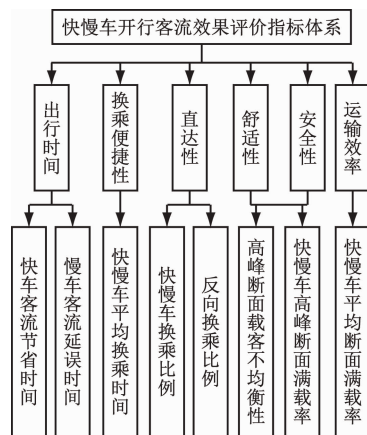 快慢车开行客流效果评价指标体系
出行时间
换乘便捷性
直达性
舒适性
安全性
运输效率
快车客流节省时间
慢车客流延误时间
快慢车平均换乘时间
快慢车换乘比例
反向换乘比例
高峰断面载客不均衡性
快慢车高峰断面满载率
快慢车平均断面满载率